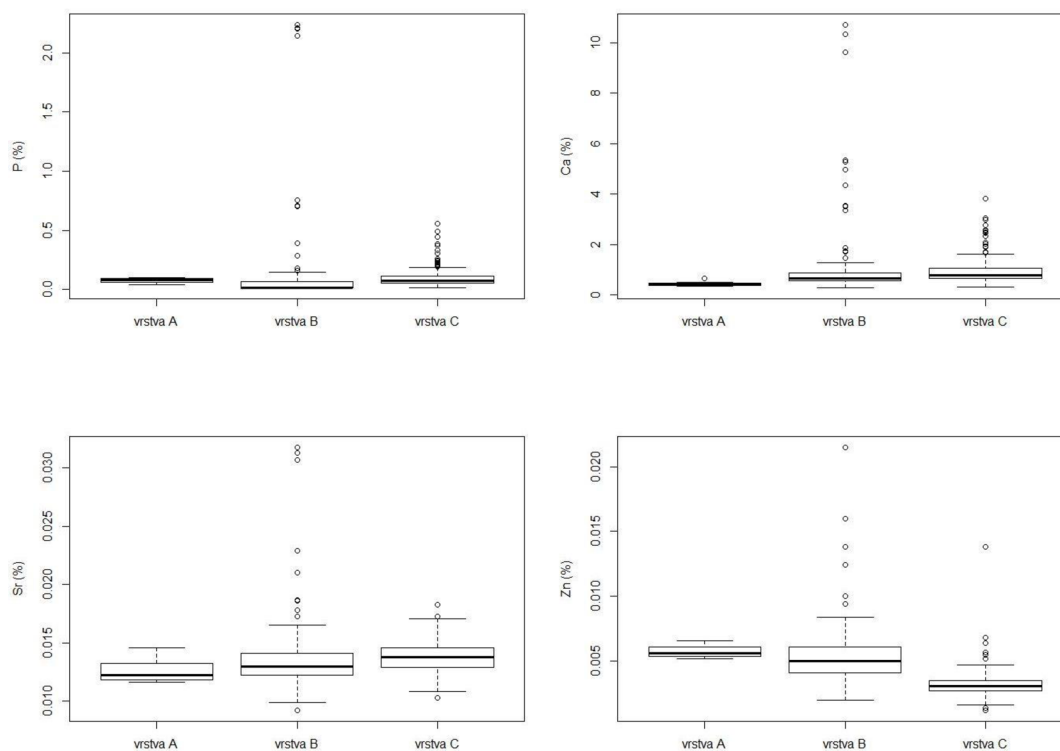 P (%)
2.0
1.5
1.0
0.5
0.0
vrstva A vrstva B vrstva C
Ca (%)
10
8
6
4
2
0
vrstva A vrstva B vrstva C
Sr (%)
0.030
0.025
0.020
0.015
0.010
vrstva A vrstva B vrstva C
Zn (%)
0.020
0.015
0.010
0.005
vrstva A vrstva B vrstva C